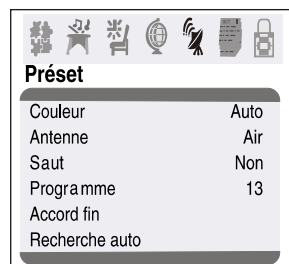 Préset
Couleur Auto
Antenne Air
Saut Non
Programme 13
Accord fin
Recherche auto